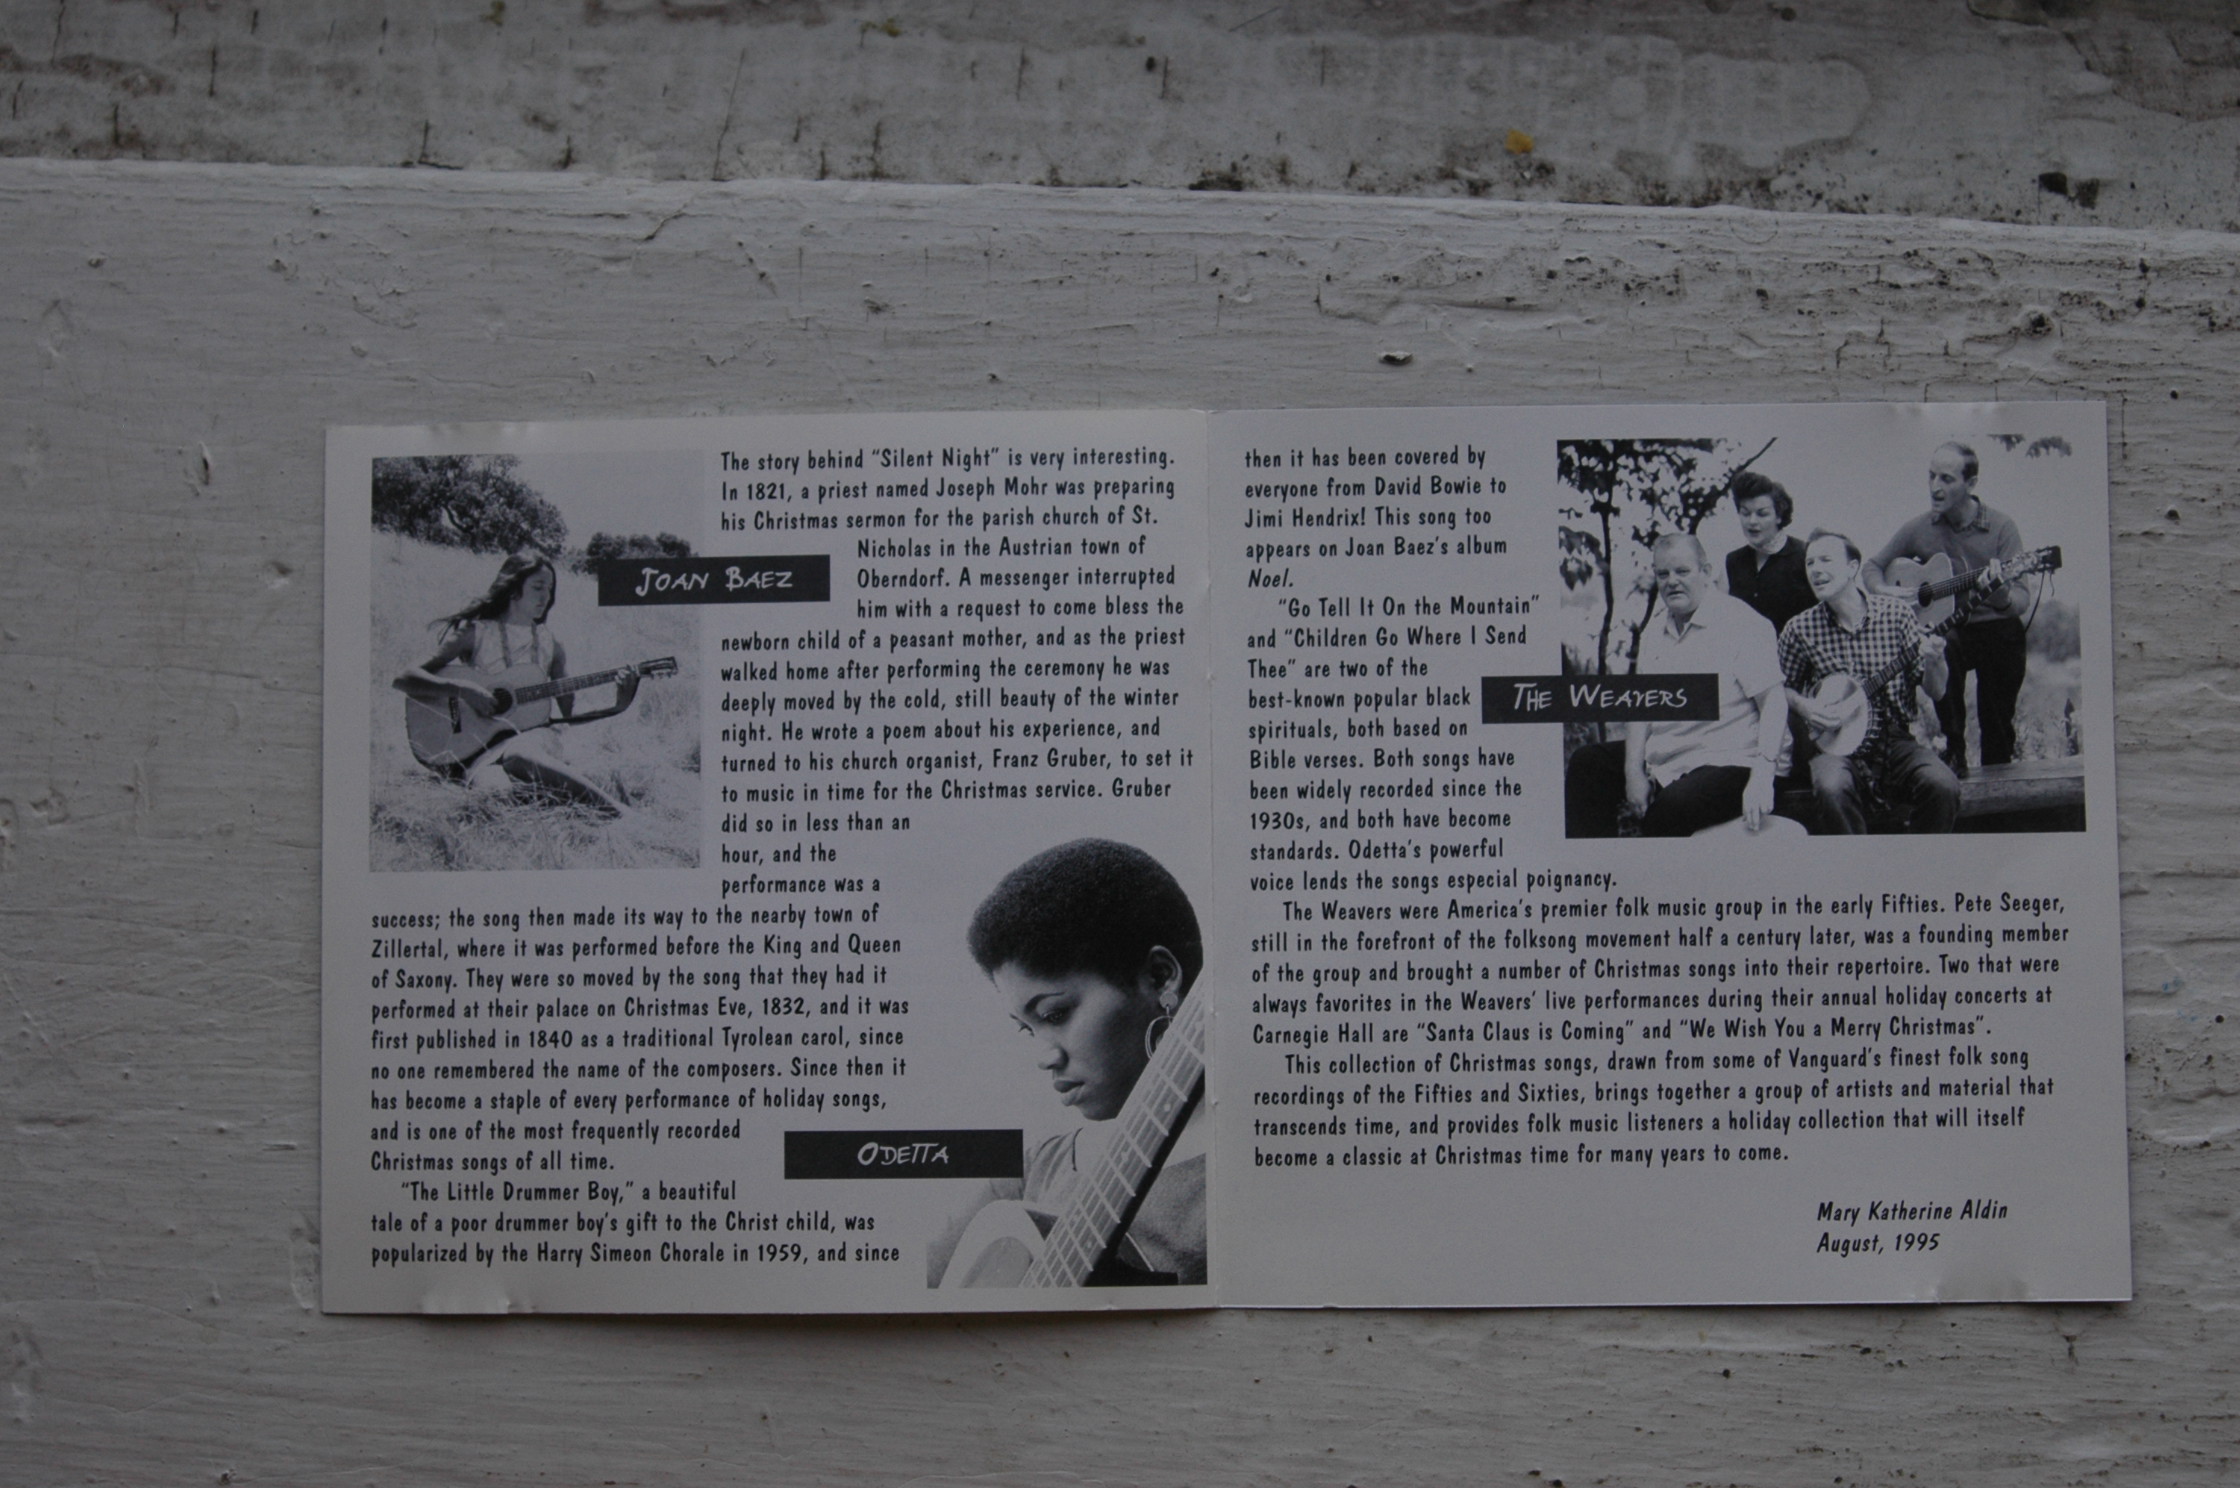 The story behind “Silent Night” is very interesting.
In 1821, a priest named Joseph Mohr was preparing
his Christmas sermon for the parish church of St.
Nicholas in the Austrian town of
Oberndorf. A messenger interrupted
him with a request to come bless the
newborn child of a peasant mother, and as the priest
walked home after performing the ceremony he was
deeply moved by the cold, still beauty of the winter
night. He wrote a poem about his experience, and
turned to his church organist, Franz Gruber, to set it
to music in time for the Christmas service. Gruber
did so in less than an
hour, and the
performance was a
success; the song then made its way to the nearby town of
Zillertal, where it was performed before the King and Queen
of Saxony. They were so moved by the song that they had it
performed at their palace on Christmas Eve, 1832, and it was
first published in 1840 as a traditional Tyrolean carol, since
no one remembered the name of the composers. Since then it
has become a staple of every performance of holiday songs,
and is one of the most frequently recorded
Christmas songs of all time.
“The Little Drummer Boy,” a beautiful
tale of a poor drummer boy’s gift to the Christ child, was
popularized by the Harry Simeon Chorale in 1959, and since
JOAN BAEZ
ODETTA
then it has been covered by
everyone from David Bowie to
Jimi Hendrix! This song too
appears on Joan Baez’s album
Noel.
“Go Tell It On the Mountain”
and “Children Go Where I Send
Thee” are two of the
best-known popular black
spirituals, both based on
Bible verses. Both songs have
been widely recorded since the
1930s, and both have become
standards. Odetta’s powerful
voice lends the songs especial poignancy.
The Weavers were America’s premier folk music group in the early Fifties. Pete Seeger,
still in the forefront of the folksong movement half a century later, was a founding member
of the group and brought a number of Christmas songs into their repertoire. Two that were
always favorites in the Weavers’ live performances during their annual holiday concerts at
Carnegie Hall are “Santa Claus is Coming” and “We Wish You a Merry Christmas”.
This collection of Christmas songs, drawn from some of Vanguard’s finest folk song
recordings of the Fifties and Sixties, brings together a group of artists and material that
transcends time, and provides folk music listeners a holiday collection that will itself
become a classic at Christmas time for many years to come.
THE WEAVERS
Mary Katherine Aldin
August, 1995